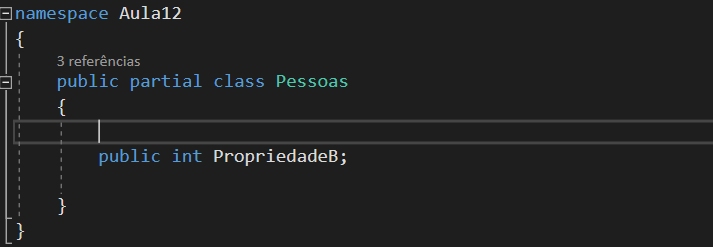 namespace Aula12
{
3 referências
public partial class Pessoas
{
public int PropriedadeB;
}
}